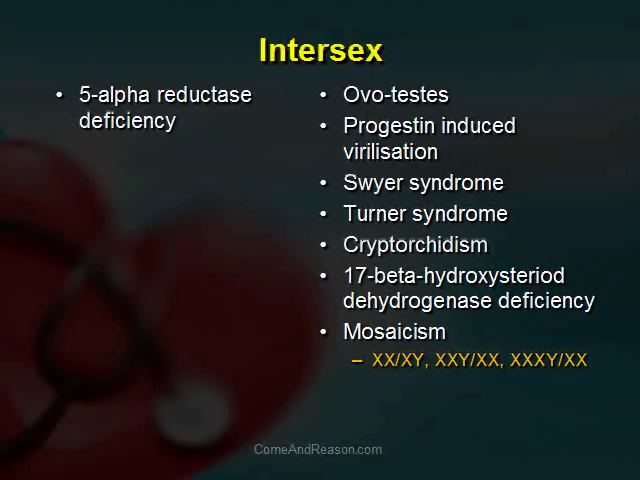 Intersex
• 5-alpha reductase
deficiency
• Ovo-testes
• Progestin induced
virilisation
• Swyer syndrome
• Turner syndrome
• Cryptorchidism
• 17-beta-hydroxysteriod
dehydrogenase deficiency
• Mosaicism
– XX/XY, XXY/XX, XXXY/XX
ComeAndReason.com